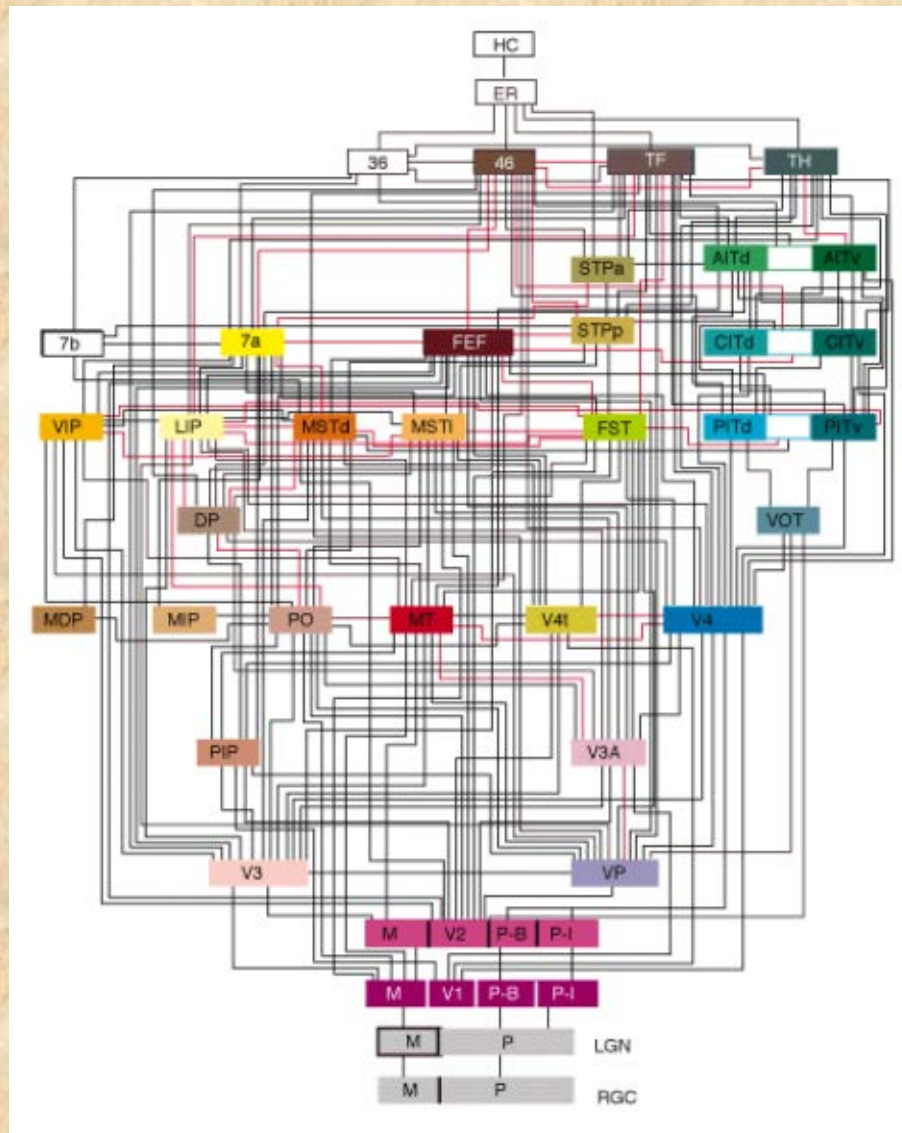 HC
ER
36 46 TF TH
STPa AITd AITv
7b 7a FEF STPp CITd CITv
VIP LIP MSTd MSTl FST PITd PITv
DP VOT
MDP MIP PO MT V4t V4
PIP V3A
V3 VP
M V2 P-B P-I
M V1 P-B P-I
M P LGN
M P RGC